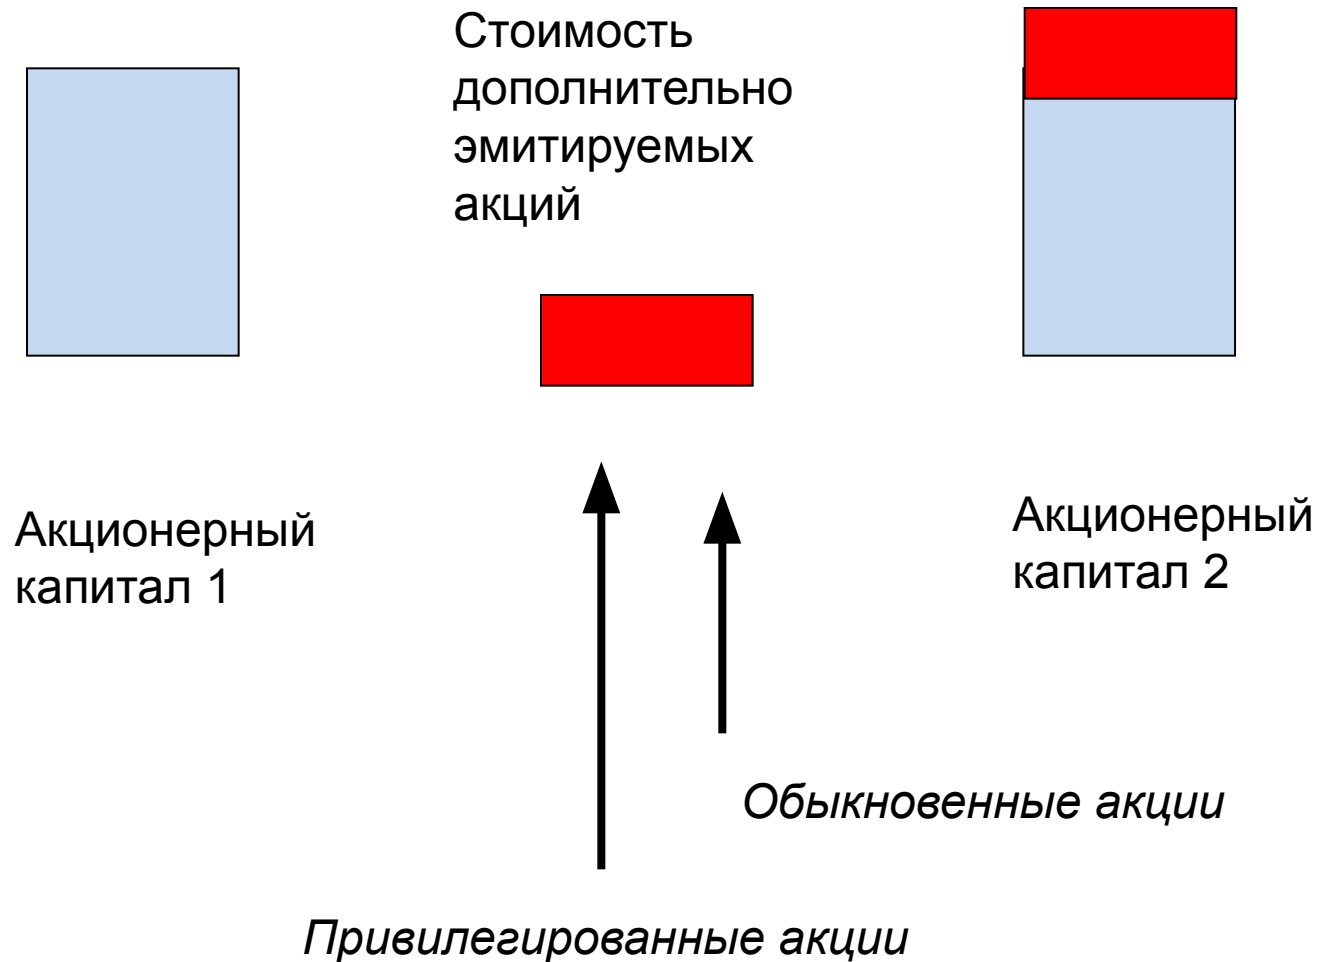 Стоимость
дополнительно
эмитируемых
акций
Акционерный
капитал 1
Акционерный
капитал 2
Обыкновенные акции
Привилегированные акции